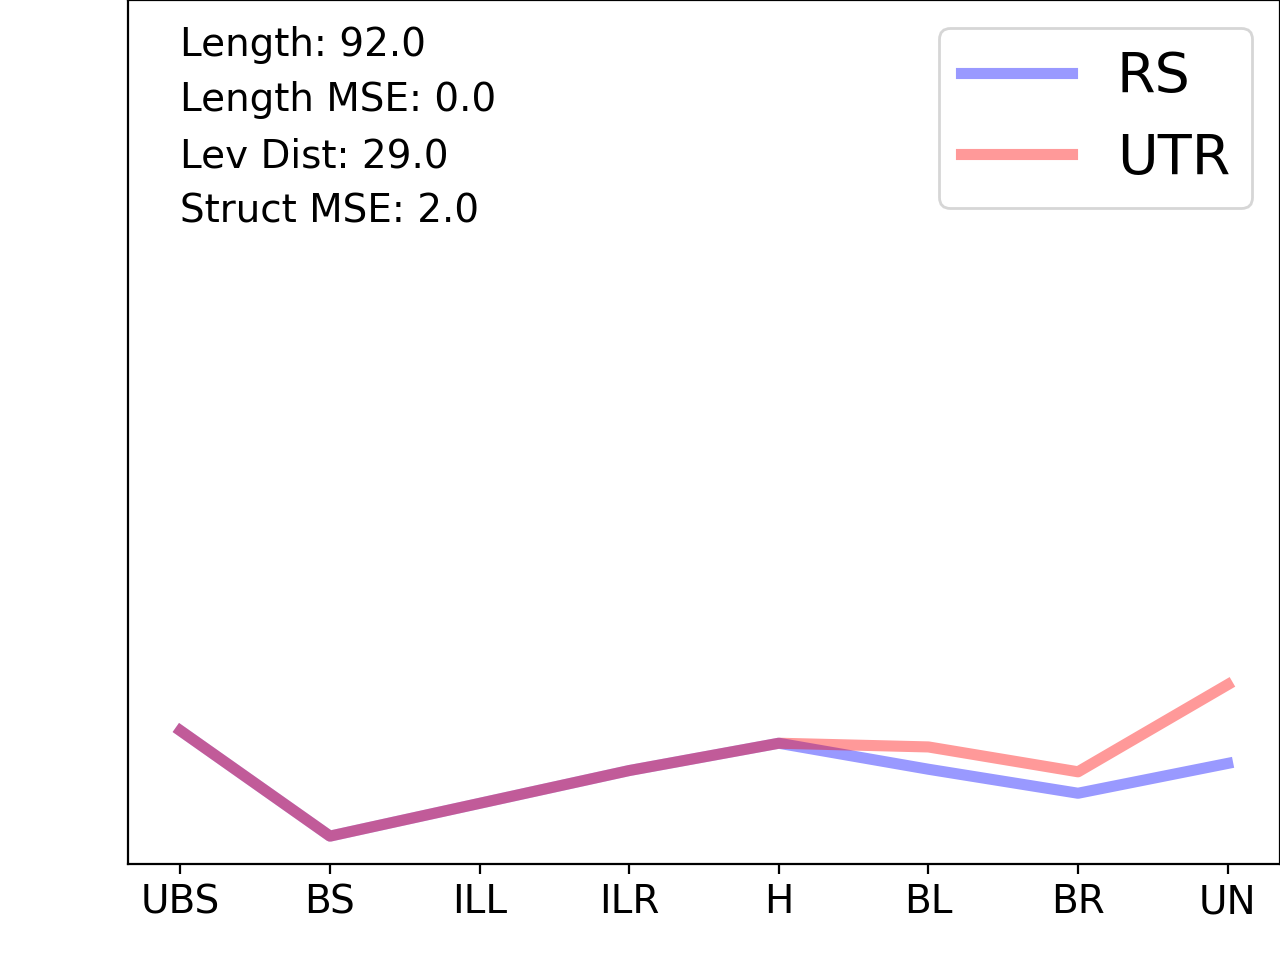 Length: 92.0
Length MSE: 0.0
Lev Dist: 29.0
Struct MSE: 2.0
RS
UTR
UBS BS ILL ILR H BL BR UN